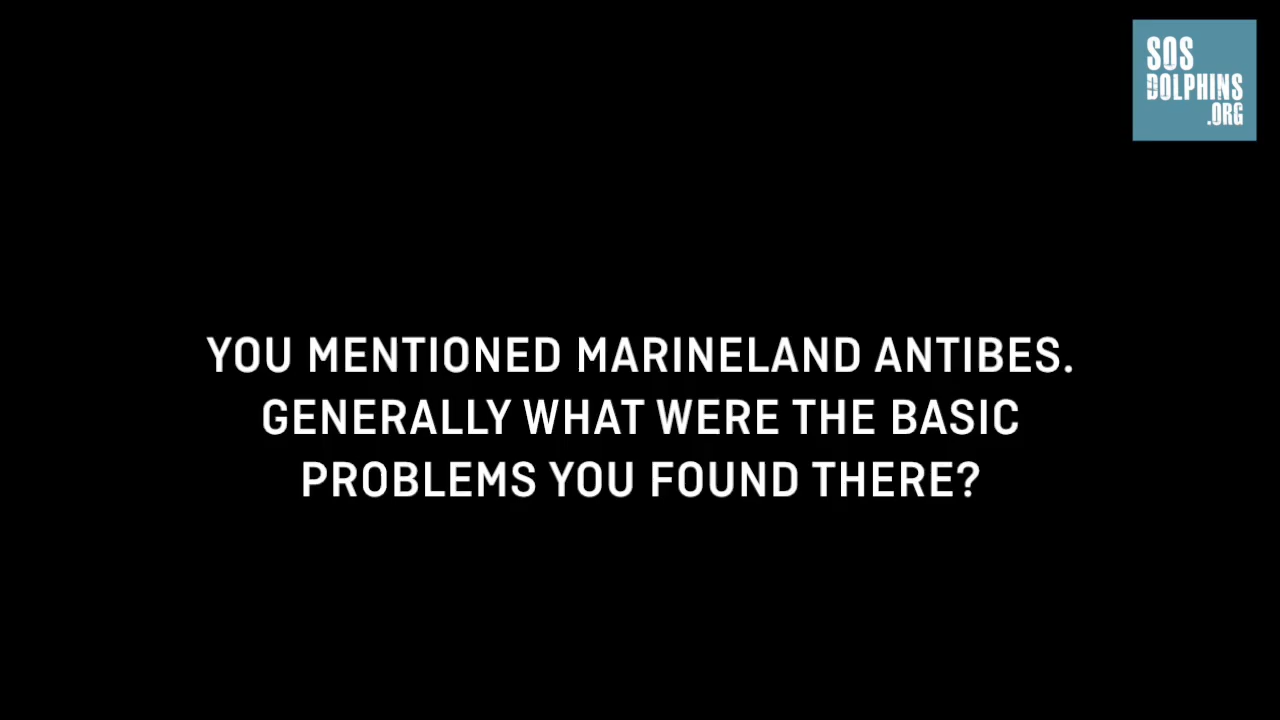 SOS
DOLPHINS
.ORG
YOU MENTIONED MARINELAND ANTIBES.
GENERALLY WHAT WERE THE BASIC
PROBLEMS YOU FOUND THERE?